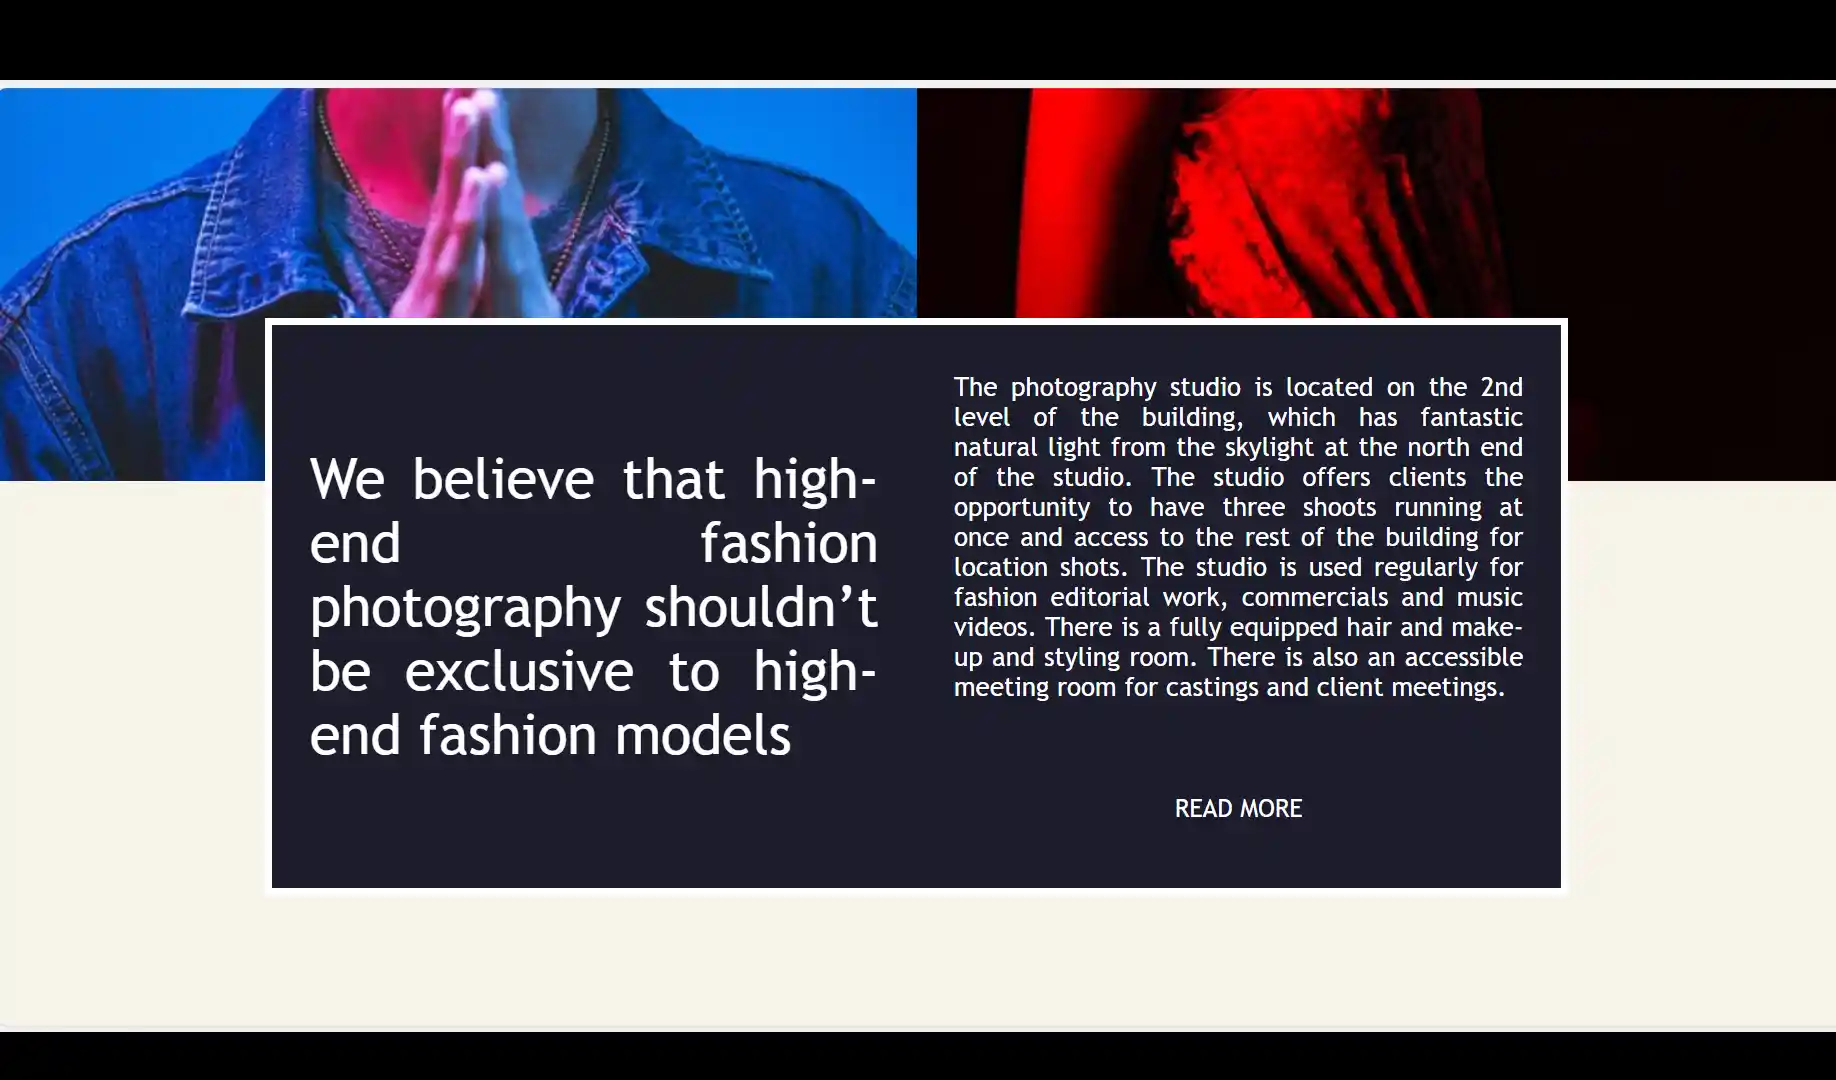 We believe that high-
end fashion
photography shouldn’t
be exclusive to high-
end fashion models
The photography studio is located on the 2nd
level of the building, which has fantastic
natural light from the skylight at the north end
of the studio. The studio offers clients the
opportunity to have three shoots running at
once and access to the rest of the building for
location shots. The studio is used regularly for
fashion editorial work, commercials and music
videos. There is a fully equipped hair and make-
up and styling room. There is also an accessible
meeting room for castings and client meetings.
READ MORE